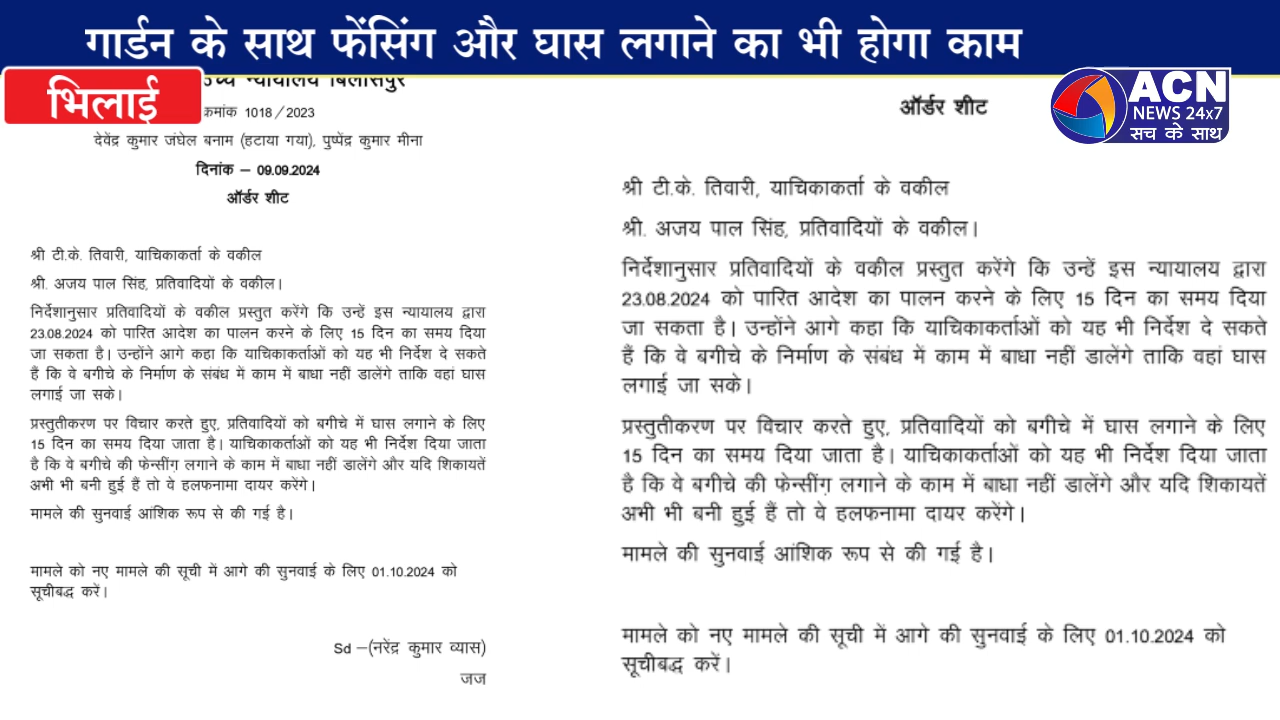 गार्डन के साथ फेंसिंग और घास लगाने का भी होगा काम
भिलाई
ACN
NEWS 24x7
सच के साथ
उच्च न्यायालय बिलासपुर
क्रमांक 1018/2023
देवेंद्र कुमार जंघेल बनाम (हटाया गया), पुष्पेंद्र कुमार मीना
दिनांक – 09.09.2024
ऑर्डर शीट
श्री टी.के. तिवारी, याचिकाकर्ता के वकील
श्री. अजय पाल सिंह, प्रतिवादियों के वकील।
निर्देशानुसार प्रतिवादियों के वकील प्रस्तुत करेंगे कि उन्हें इस न्यायालय द्वारा
23.08.2024 को पारित आदेश का पालन करने के लिए 15 दिन का समय दिया
जा सकता है। उन्होंने आगे कहा कि याचिकाकर्ताओं को यह भी निर्देश दे सकते
हैं कि वे बगीचे के निर्माण के संबंध में काम में बाधा नहीं डालेंगे ताकि वहां घास
लगाई जा सके।
प्रस्तुतीकरण पर विचार करते हुए, प्रतिवादियों को बगीचे में घास लगाने के लिए
15 दिन का समय दिया जाता है। याचिकाकर्ताओं को यह भी निर्देश दिया जाता
है कि वे बगीचे की फेन्सींग़ लगाने के काम में बाधा नहीं डालेंगे और यदि शिकायतें
अभी भी बनी हुई हैं तो वे हलफनामा दायर करेंगे।
मामले की सुनवाई आंशिक रूप से की गई है।
मामले को नए मामले की सूची में आगे की सुनवाई के लिए 01.10.2024 को
सूचीबद्ध करें।
Sd –(नरेंद्र कुमार व्यास)
जज
ऑर्डर शीट
श्री टी.के. तिवारी, याचिकाकर्ता के वकील
श्री. अजय पाल सिंह, प्रतिवादियों के वकील।
निर्देशानुसार प्रतिवादियों के वकील प्रस्तुत करेंगे कि उन्हें इस न्यायालय द्वारा
23.08.2024 को पारित आदेश का पालन करने के लिए 15 दिन का समय दिया
जा सकता है। उन्होंने आगे कहा कि याचिकाकर्ताओं को यह भी निर्देश दे सकते
हैं कि वे बगीचे के निर्माण के संबंध में काम में बाधा नहीं डालेंगे ताकि वहां घास
लगाई जा सके।
प्रस्तुतीकरण पर विचार करते हुए, प्रतिवादियों को बगीचे में घास लगाने के लिए
15 दिन का समय दिया जाता है। याचिकाकर्ताओं को यह भी निर्देश दिया जाता
है कि वे बगीचे की फेन्सींग़ लगाने के काम में बाधा नहीं डालेंगे और यदि शिकायतें
अभी भी बनी हुई हैं तो वे हलफनामा दायर करेंगे।
मामले की सुनवाई आंशिक रूप से की गई है।
मामले को नए मामले की सूची में आगे की सुनवाई के लिए 01.10.2024 को
सूचीबद्ध करें।